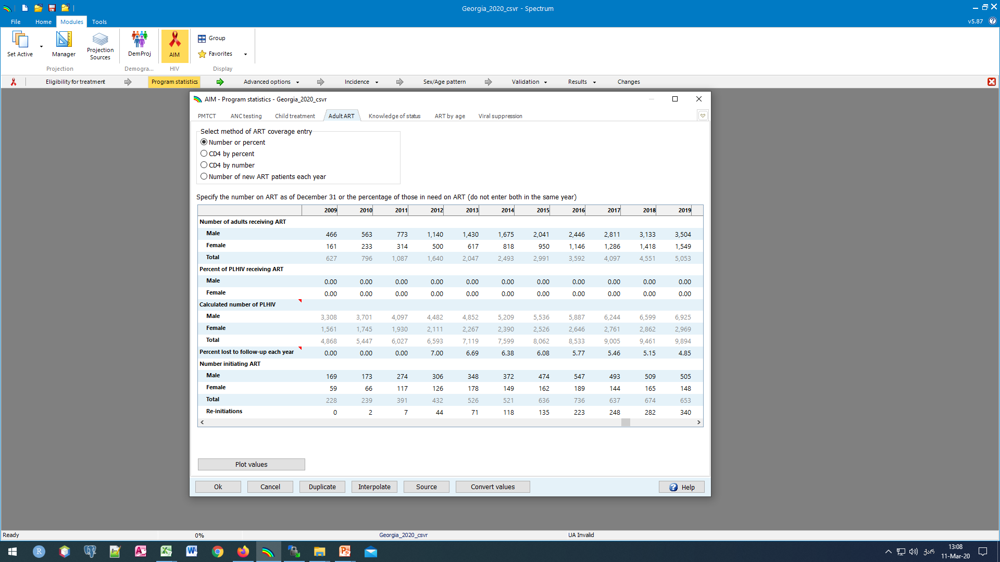 Georgia_2020_csvr - Spectrum
File Home Modules Tools v5.87
Set Active Manager Projection Sources DemProj AIM Group Favorites
Projection Demogra... HIV Display
Eligibility for treatment Program statistics Advanced options Incidence Sex/Age pattern Validation Results Changes
AIM - Program statistics - Georgia_2020_csvr
PMTCT ANC testing Child treatment Adult ART Knowledge of status ART by age Viral suppression
Select method of ART coverage entry
Number or percent
CD4 by percent
CD4 by number
Number of new ART patients each year
Specify the number on ART as of December 31 or the percentage of those in need on ART (do not enter both in the same year)
2009 2010 2011 2012 2013 2014 2015 2016 2017 2018 2019
Number of adults receiving ART
Male 466 563 773 1,140 1,430 1,675 2,041 2,446 2,811 3,133 3,504
Female 161 233 314 500 617 818 950 1,146 1,286 1,418 1,549
Total 627 796 1,087 1,640 2,047 2,493 2,991 3,592 4,097 4,551 5,053
Percent of PLHIV receiving ART
Male 0.00 0.00 0.00 0.00 0.00 0.00 0.00 0.00 0.00 0.00 0.00
Female 0.00 0.00 0.00 0.00 0.00 0.00 0.00 0.00 0.00 0.00 0.00
Calculated number of PLHIV
Male 3,308 3,701 4,097 4,482 4,852 5,209 5,536 5,887 6,244 6,599 6,925
Female 1,561 1,745 1,930 2,111 2,267 2,390 2,526 2,646 2,761 2,862 2,969
Total 4,868 5,447 6,027 6,593 7,119 7,599 8,062 8,533 9,005 9,461 9,894
Percent lost to follow-up each year 0.00 0.00 0.00 7.00 6.69 6.38 6.08 5.77 5.46 5.15 4.85
Number initiating ART
Male 169 173 274 306 348 372 474 547 493 509 505
Female 59 66 117 126 178 149 162 189 144 165 148
Total 228 239 391 432 526 521 636 736 637 674 653
Re-initiations 0 2 7 44 71 118 135 223 248 282 340
Plot values
Ok Cancel Duplicate Interpolate Source Convert values Help
Ready 0% Georgia_2020_csvr UA Invalid
ქარ 13:08
11-Mar-20